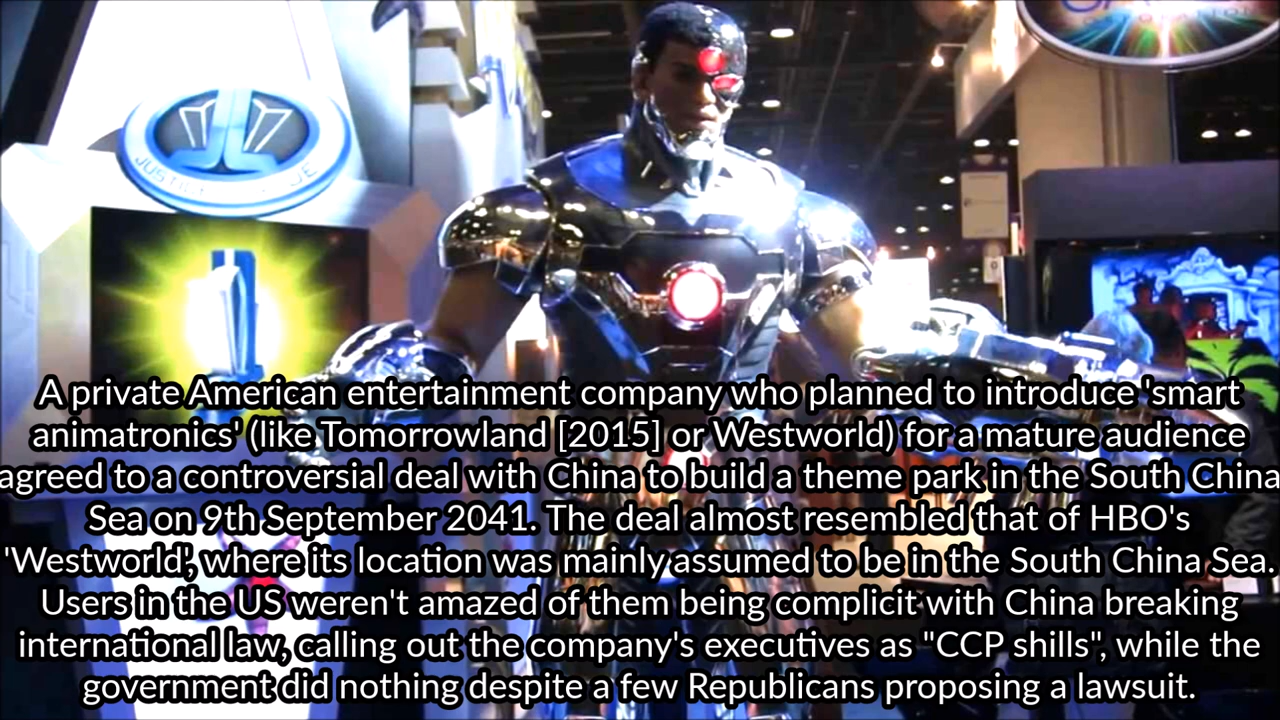 JUSTICE
A private American entertainment company who planned to introduce 'smart
animatronics' (like Tomorrowland [2015] or Westworld) for a mature audience
agreed to a controversial deal with China to build a theme park in the South China
Sea on 9th September 2041. The deal almost resembled that of HBO's
'Westworld', where its location was mainly assumed to be in the South China Sea.
Users in the US weren't amazed of them being complicit with China breaking
international law, calling out the company's executives as "CCP shills", while the
government did nothing despite a few Republicans proposing a lawsuit.